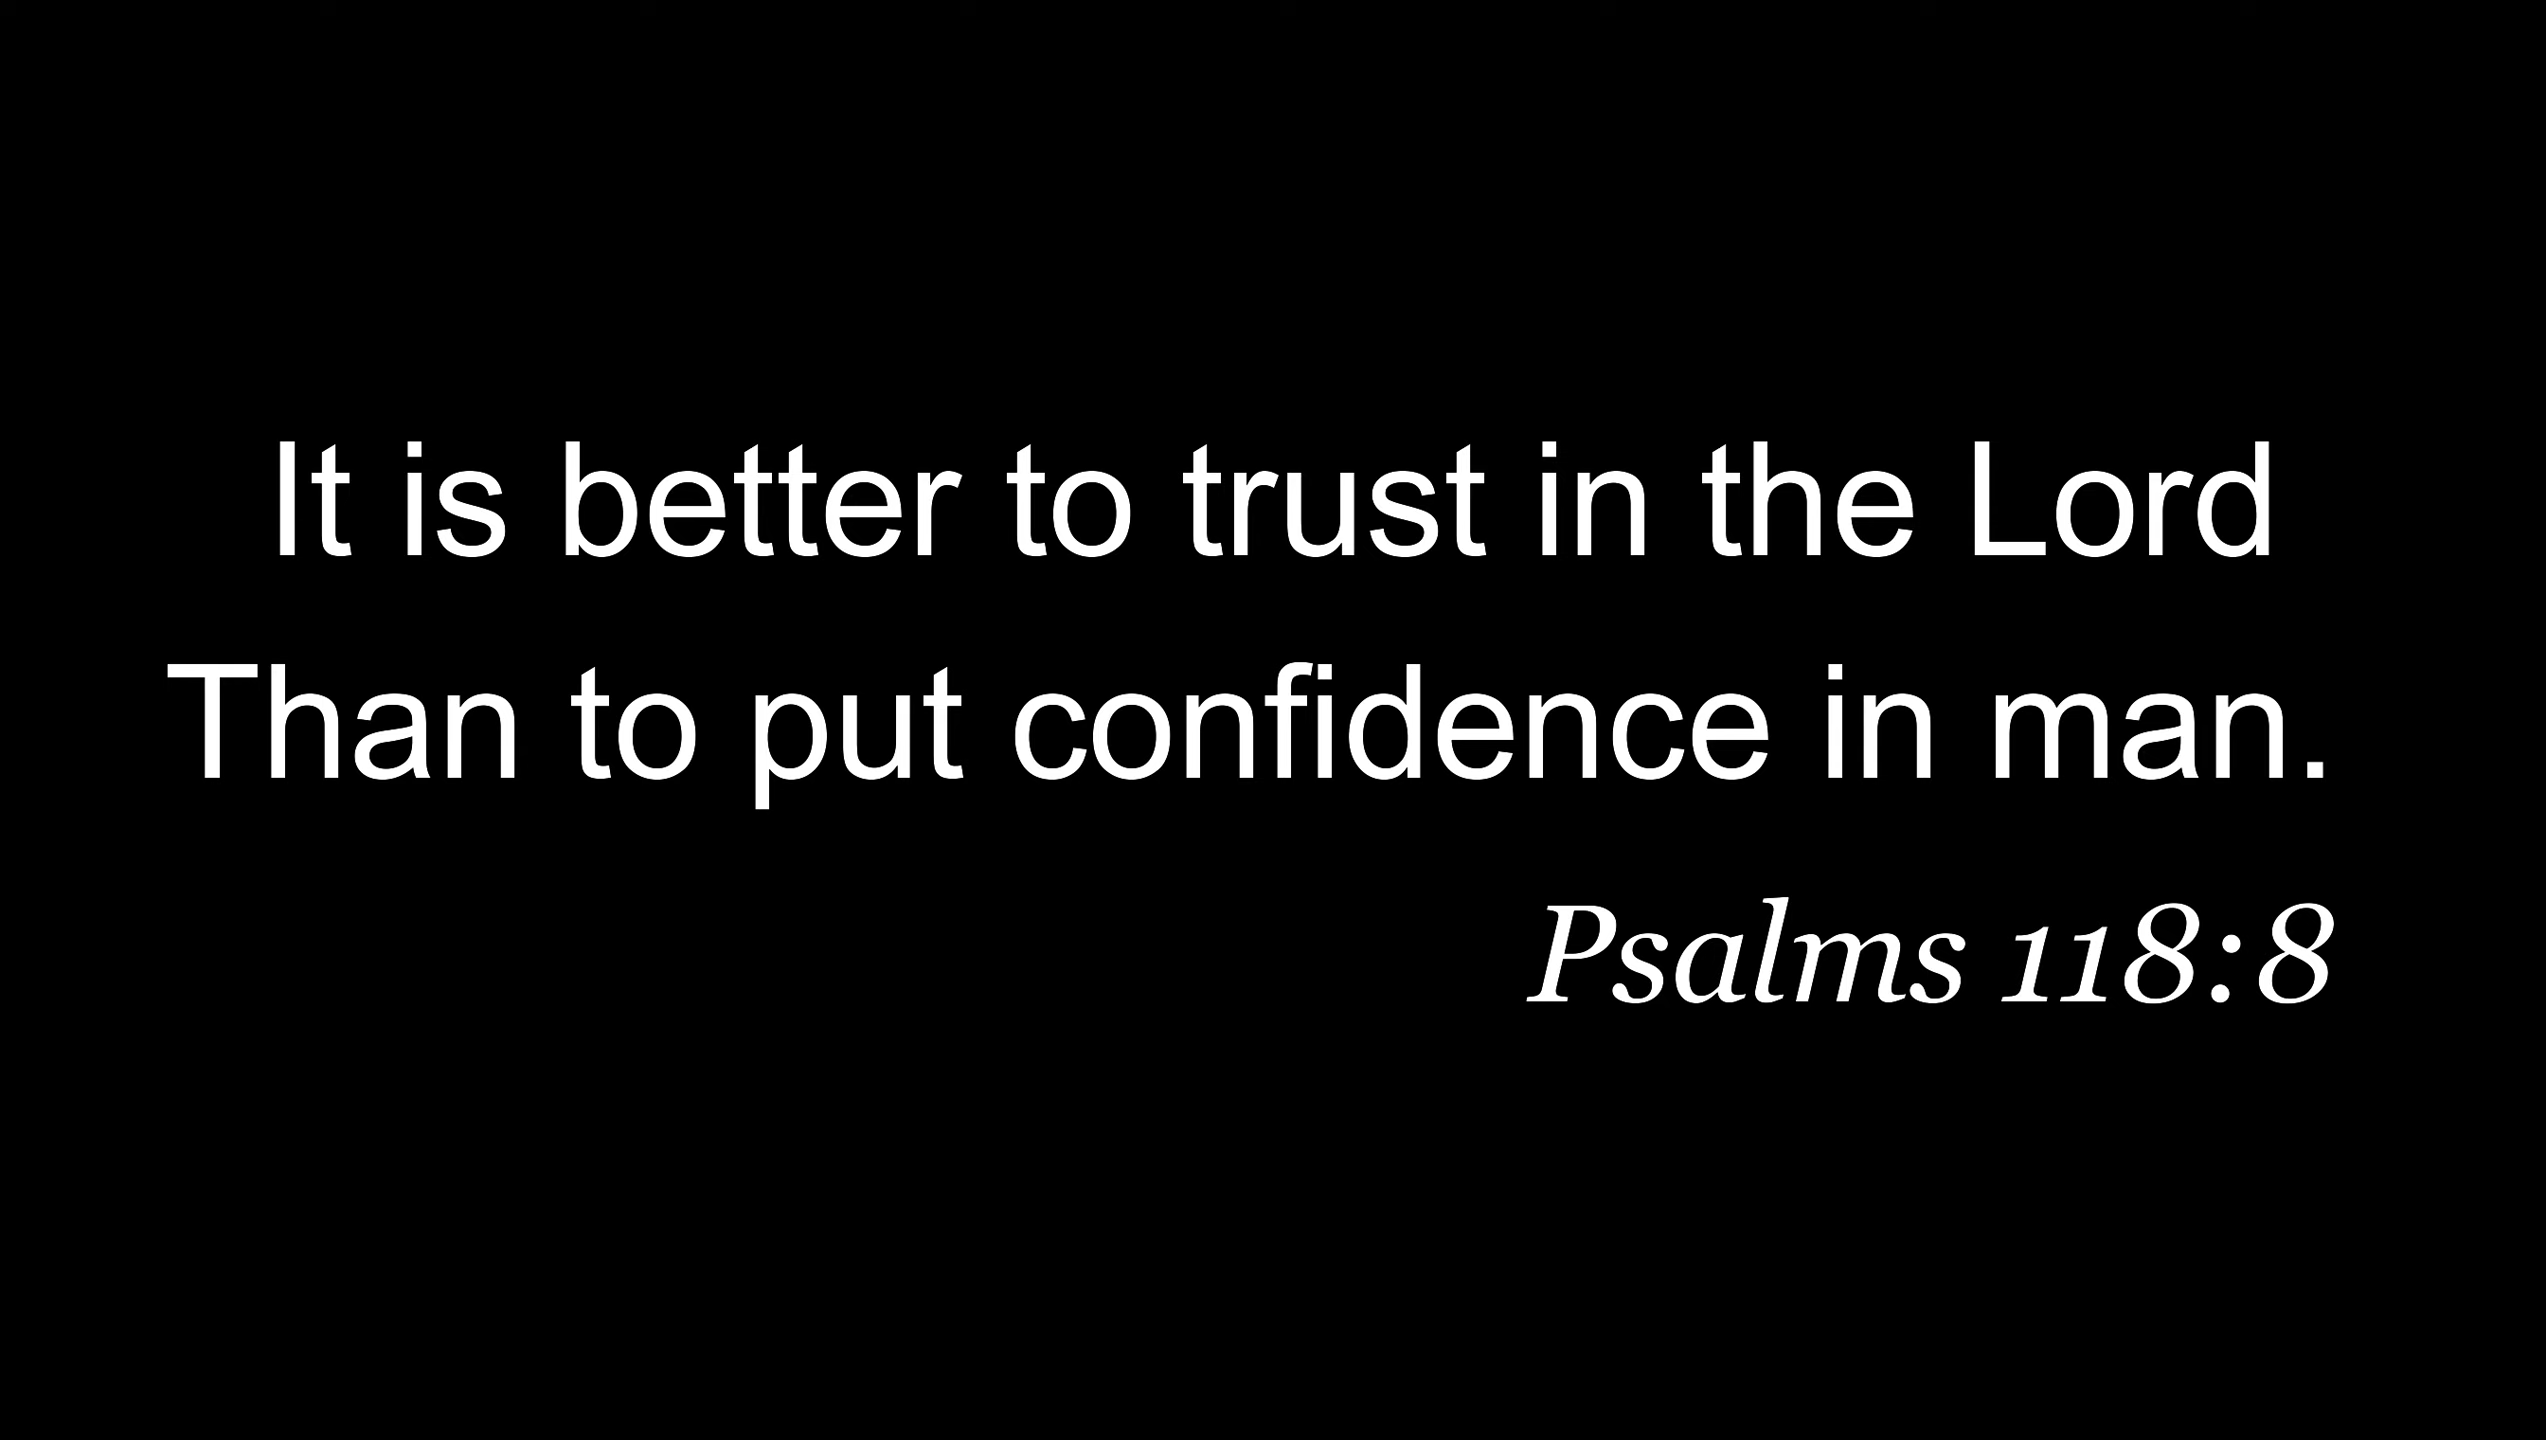 It is better to trust in the Lord
Than to put confidence in man.
Psalms 118:8